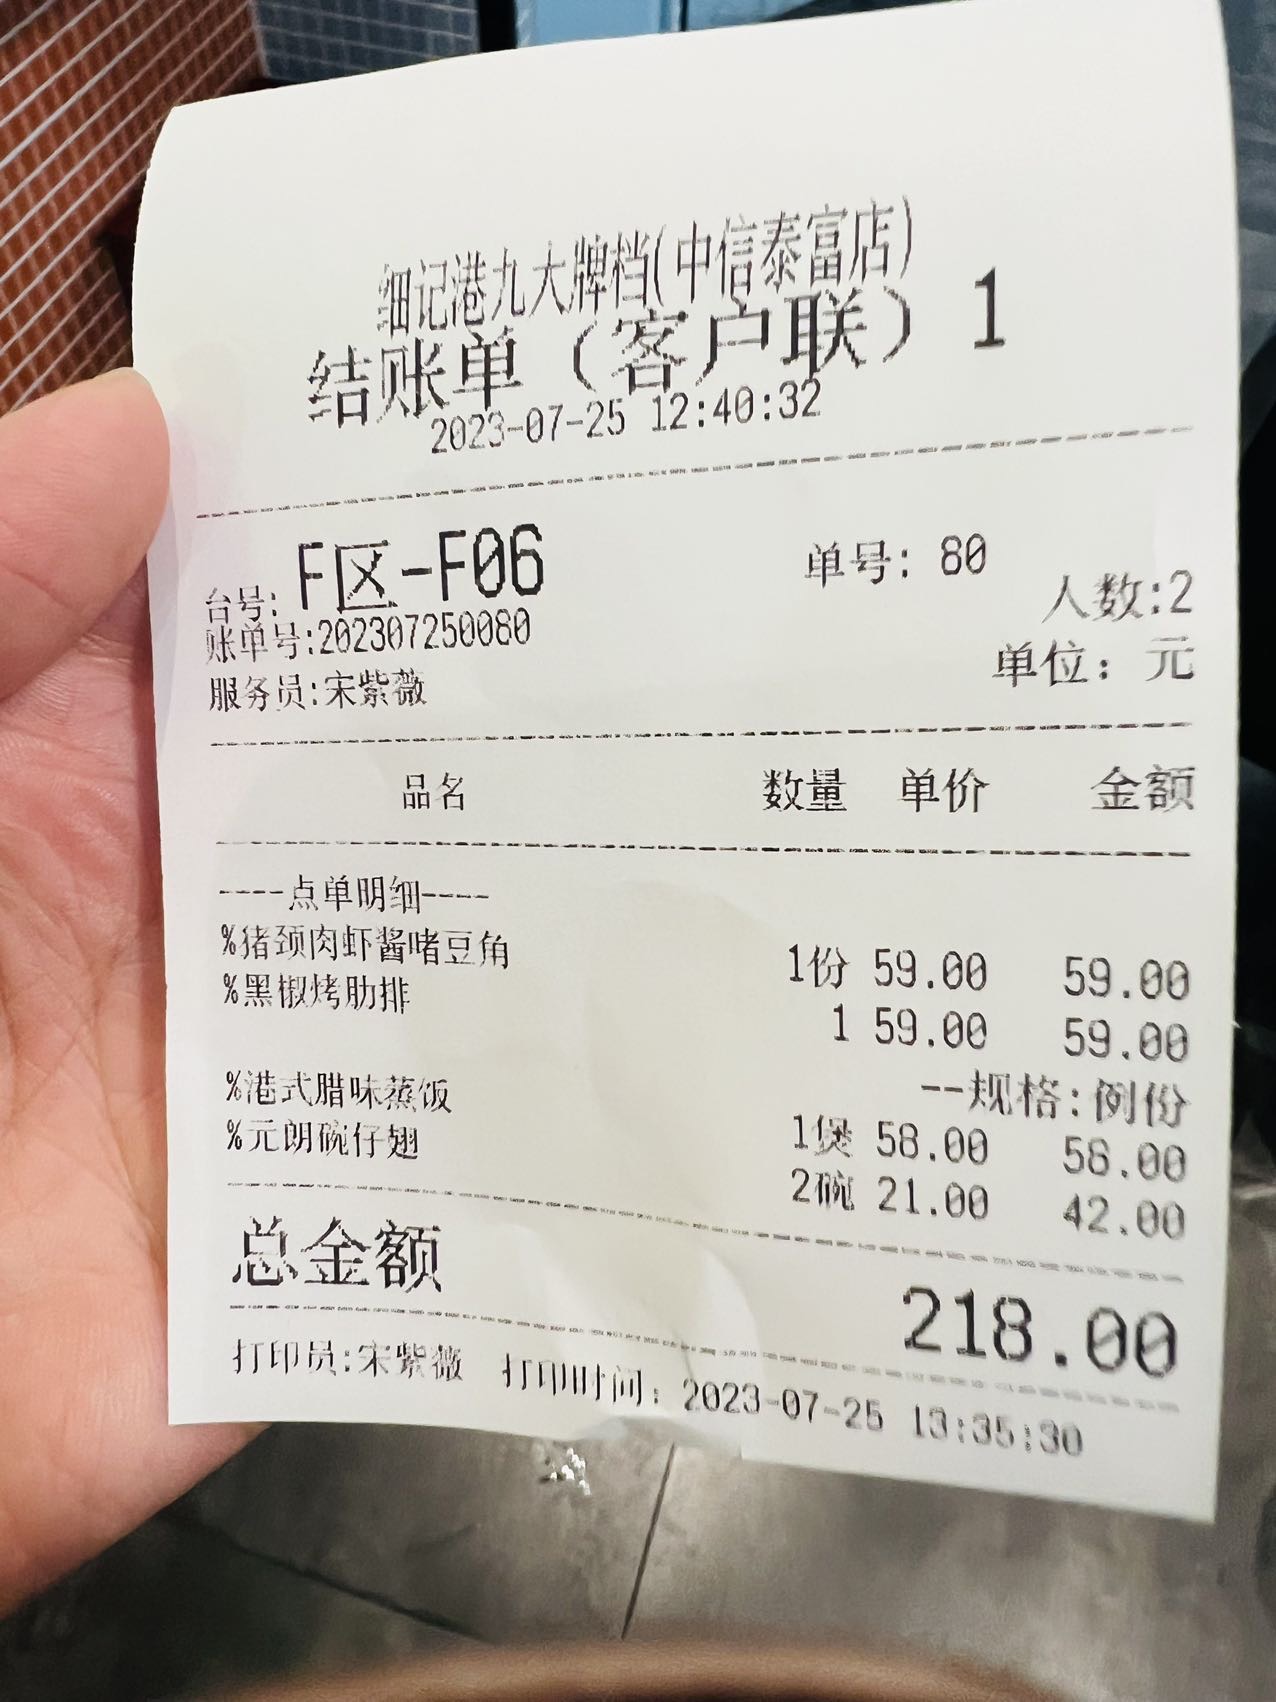 细记港九大牌档(中信泰富店)
结账单（客户联）1
2023-07-25 12:40:32
台号: F区-F06 单号: 80
人数:2
账单号:202307250080
单位: 元
服务员:宋紫薇
品名 数量 单价 金额
----点单明细----
%猪颈肉虾酱啫豆角 1份 59.00 59.00
%黑椒烤肋排 1 59.00 59.00
--规格:例份
%港式腊味蒸饭 1煲 58.00 58.00
%元朗碗仔翅 2碗 21.00 42.00
总金额 218.00
打印员:宋紫薇 打印时间: 2023-07-25 13:35:30